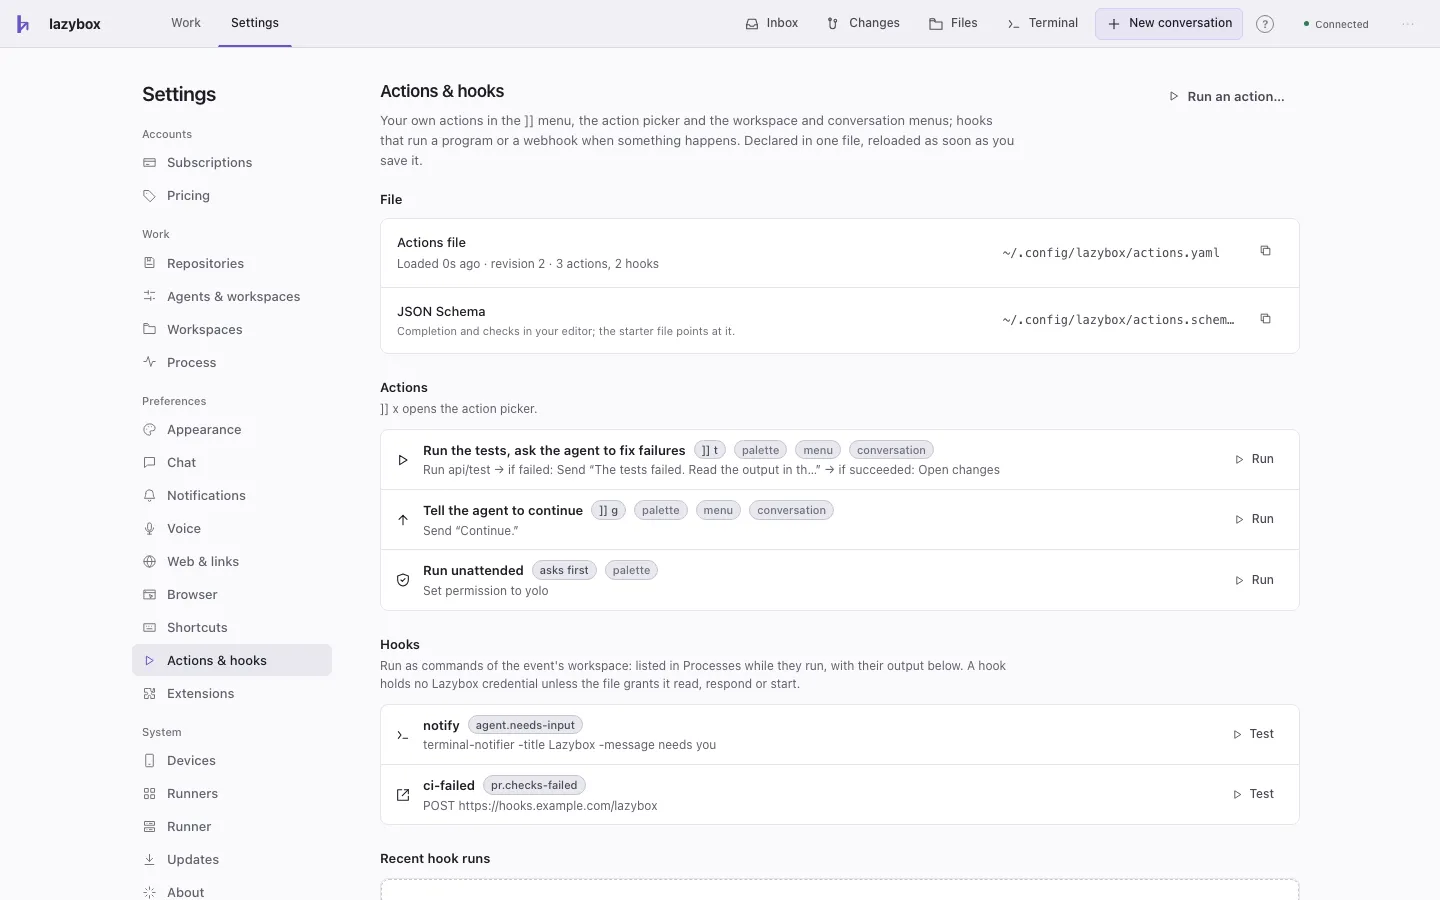 lazybox
Work
Settings
Inbox
Changes
Files
Terminal
New conversation
?
Connected
Settings
Accounts
Subscriptions
Pricing
Work
Repositories
Agents & workspaces
Workspaces
Process
Preferences
Appearance
Chat
Notifications
Voice
Web & links
Browser
Shortcuts
Actions & hooks
Extensions
System
Devices
Runners
Runner
Updates
About
Actions & hooks
Run an action...
Your own actions in the ]] menu, the action picker and the workspace and conversation menus; hooks
that run a program or a webhook when something happens. Declared in one file, reloaded as soon as you
save it.
File
Actions file
Loaded 0s ago · revision 2 · 3 actions, 2 hooks
~/.config/lazybox/actions.yaml
JSON Schema
Completion and checks in your editor; the starter file points at it.
~/.config/lazybox/actions.schem…
Actions
]] x opens the action picker.
Run the tests, ask the agent to fix failures ]] t palette menu conversation
Run api/test → if failed: Send “The tests failed. Read the output in th…” → if succeeded: Open changes
Run
Tell the agent to continue ]] g palette menu conversation
Send “Continue.”
Run
Run unattended asks first palette
Set permission to yolo
Run
Hooks
Run as commands of the event's workspace: listed in Processes while they run, with their output below. A hook
holds no Lazybox credential unless the file grants it read, respond or start.
notify agent.needs-input
terminal-notifier -title Lazybox -message needs you
Test
ci-failed pr.checks-failed
POST https://hooks.example.com/lazybox
Test
Recent hook runs